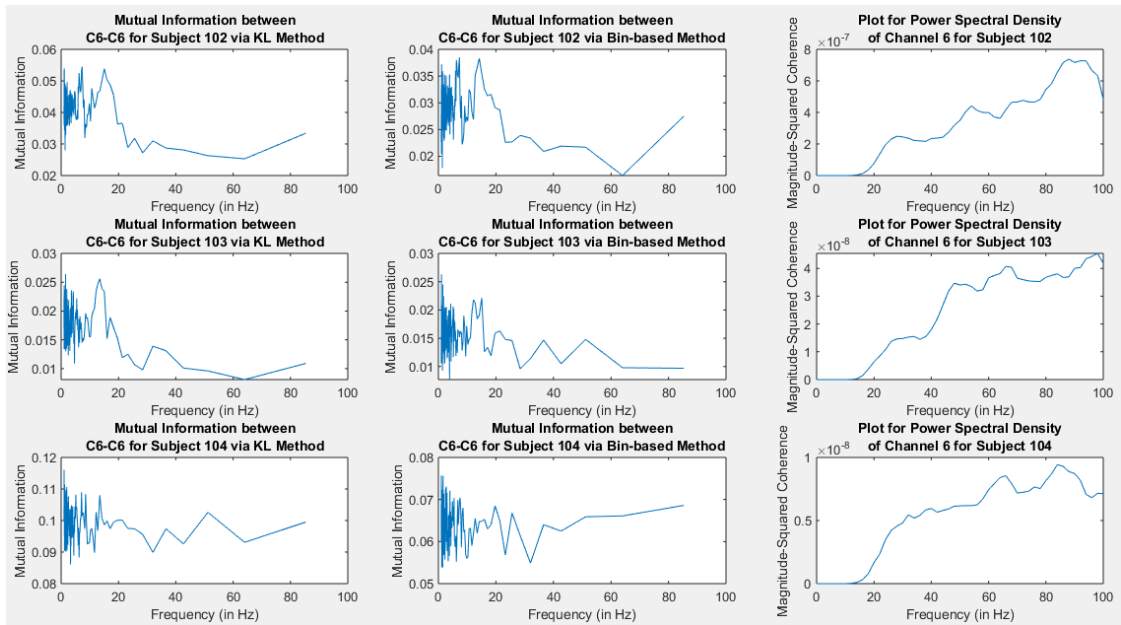 Mutual Information between
C6-C6 for Subject 102 via KL Method
Mutual Information
0.06
0.05
0.04
0.03
0.02
0 20 40 60 80 100
Frequency (in Hz)
Mutual Information between
C6-C6 for Subject 102 via Bin-based Method
Mutual Information
0.04
0.035
0.03
0.025
0.02
0 20 40 60 80 100
Frequency (in Hz)
Plot for Power Spectral Density
of Channel 6 for Subject 102
Magnitude-Squared Coherence
×10⁻⁷
8
6
4
2
0
0 20 40 60 80 100
Frequency (in Hz)
Mutual Information between
C6-C6 for Subject 103 via KL Method
Mutual Information
0.03
0.025
0.02
0.015
0.01
0 20 40 60 80 100
Frequency (in Hz)
Mutual Information between
C6-C6 for Subject 103 via Bin-based Method
Mutual Information
0.03
0.025
0.02
0.015
0.01
0 20 40 60 80 100
Frequency (in Hz)
Plot for Power Spectral Density
of Channel 6 for Subject 103
Magnitude-Squared Coherence
×10⁻⁸
4
3
2
1
0
0 20 40 60 80 100
Frequency (in Hz)
Mutual Information between
C6-C6 for Subject 104 via KL Method
Mutual Information
0.12
0.11
0.1
0.09
0.08
0 20 40 60 80 100
Frequency (in Hz)
Mutual Information between
C6-C6 for Subject 104 via Bin-based Method
Mutual Information
0.08
0.07
0.06
0.05
0 20 40 60 80 100
Frequency (in Hz)
Plot for Power Spectral Density
of Channel 6 for Subject 104
Magnitude-Squared Coherence
×10⁻⁸
1
0.5
0
0 20 40 60 80 100
Frequency (in Hz)